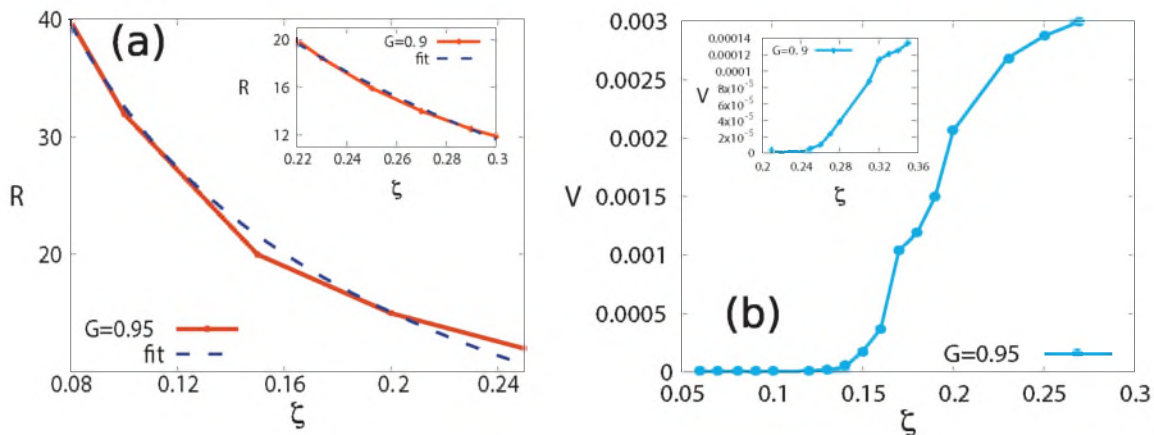 (a)
40
30
20
R
G=0.95
fit
0.08
0.12
0.16
0.2
0.24
ζ
G=0.9
fit
20
16
12
R
0.22
0.24
0.26
0.28
0.3
ζ
(b)
0.003
0.0025
0.002
0.0015
0.001
0.0005
0
V
G=0.95
0.05
0.1
0.15
0.2
0.25
0.3
ζ
G=0.9
0.00014
0.00012
0.0001
8x10-5
6x10-5
4x10-5
2x10-5
0
V
0.2
0.24
0.28
0.32
0.36
ζ